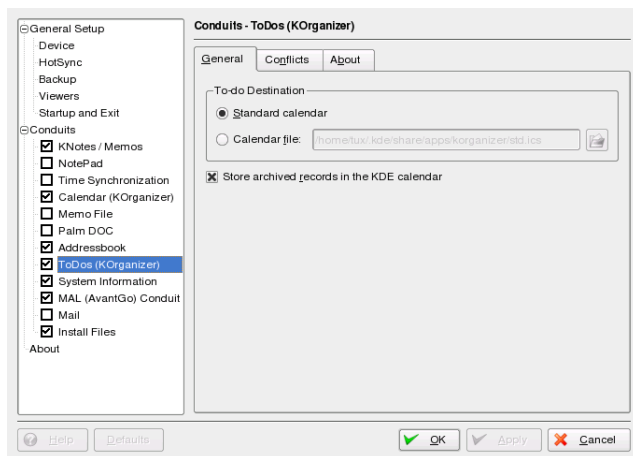 General Setup
Device
HotSync
Backup
Viewers
Startup and Exit
Conduits
KNotes / Memos
NotePad
Time Synchronization
Calendar (KOrganizer)
Memo File
Palm DOC
Addressbook
ToDos (KOrganizer)
System Information
MAL (AvantGo) Conduit
Mail
Install Files
About
Conduits - ToDos (KOrganizer)
General Conflicts About
To-do Destination
Standard calendar
Calendar file: /home/tux/.kde/share/apps/korganizer/std.ics
Store archived records in the KDE calendar
Help Defaults OK Apply Cancel